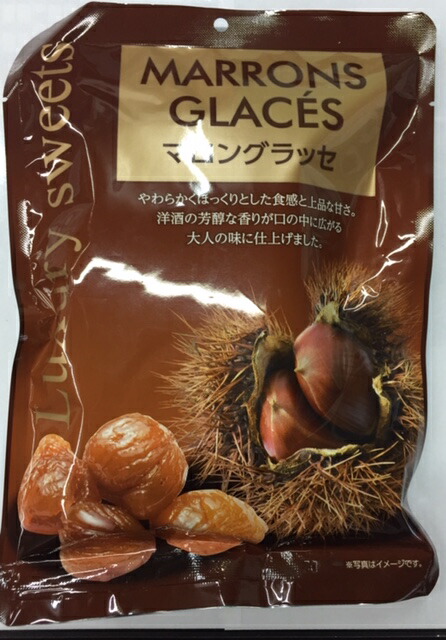 MARRONS
GLACÉS
マロングラッセ
やわらかくほっくりとした食感と上品な甘さ。
洋酒の芳醇な香りが口の中に広がる
大人の味に仕上げました。
Luxury sweets
※写真はイメージです。